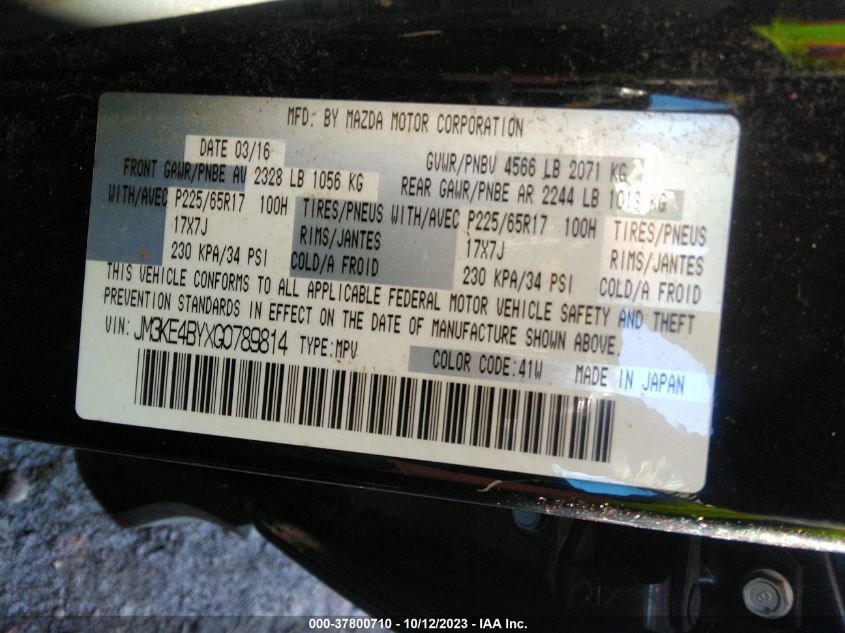 MFD. BY MAZDA MOTOR CORPORATION
DATE 03/16 GVWR/PNBV 4566 LB 2071 KG
FRONT GAWR/PNBE AV 2328 LB 1056 KG REAR GAWR/PNBE AR 2244 LB 1018 KG
WITH/AVEC P225/65R17 100H TIRES/PNEUS WITH/AVEC P225/65R17 100H TIRES/PNEUS
17X7J RIMS/JANTES 17X7J RIMS/JANTES
230 KPA/34 PSI COLD/A FROID 230 KPA/34 PSI COLD/A FROID
THIS VEHICLE CONFORMS TO ALL APPLICABLE FEDERAL MOTOR VEHICLE SAFETY AND THEFT
PREVENTION STANDARDS IN EFFECT ON THE DATE OF MANUFACTURE SHOWN ABOVE.
VIN: JM3KE4BYXG0789814 TYPE:MPV
COLOR CODE:41W MADE IN JAPAN
000-37800710 - 10/12/2023 - IAA Inc.